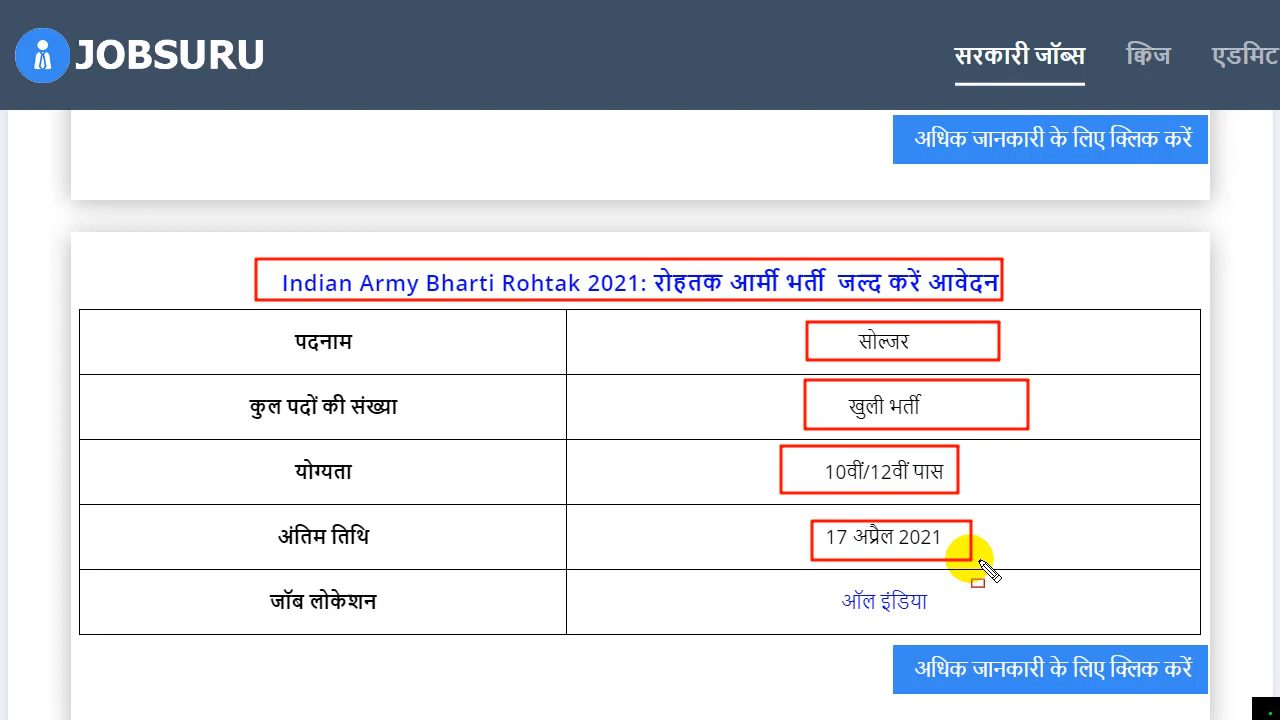 JOBSURU
सरकारी जॉब्स क्विज एडमिट
अधिक जानकारी के लिए क्लिक करें
Indian Army Bharti Rohtak 2021: रोहतक आर्मी भर्ती जल्द करें आवेदन
पदनाम सोल्जर
कुल पदों की संख्या खुली भर्ती
योग्यता 10वीं/12वीं पास
अंतिम तिथि 17 अप्रैल 2021
जॉब लोकेशन ऑल इंडिया
अधिक जानकारी के लिए क्लिक करें